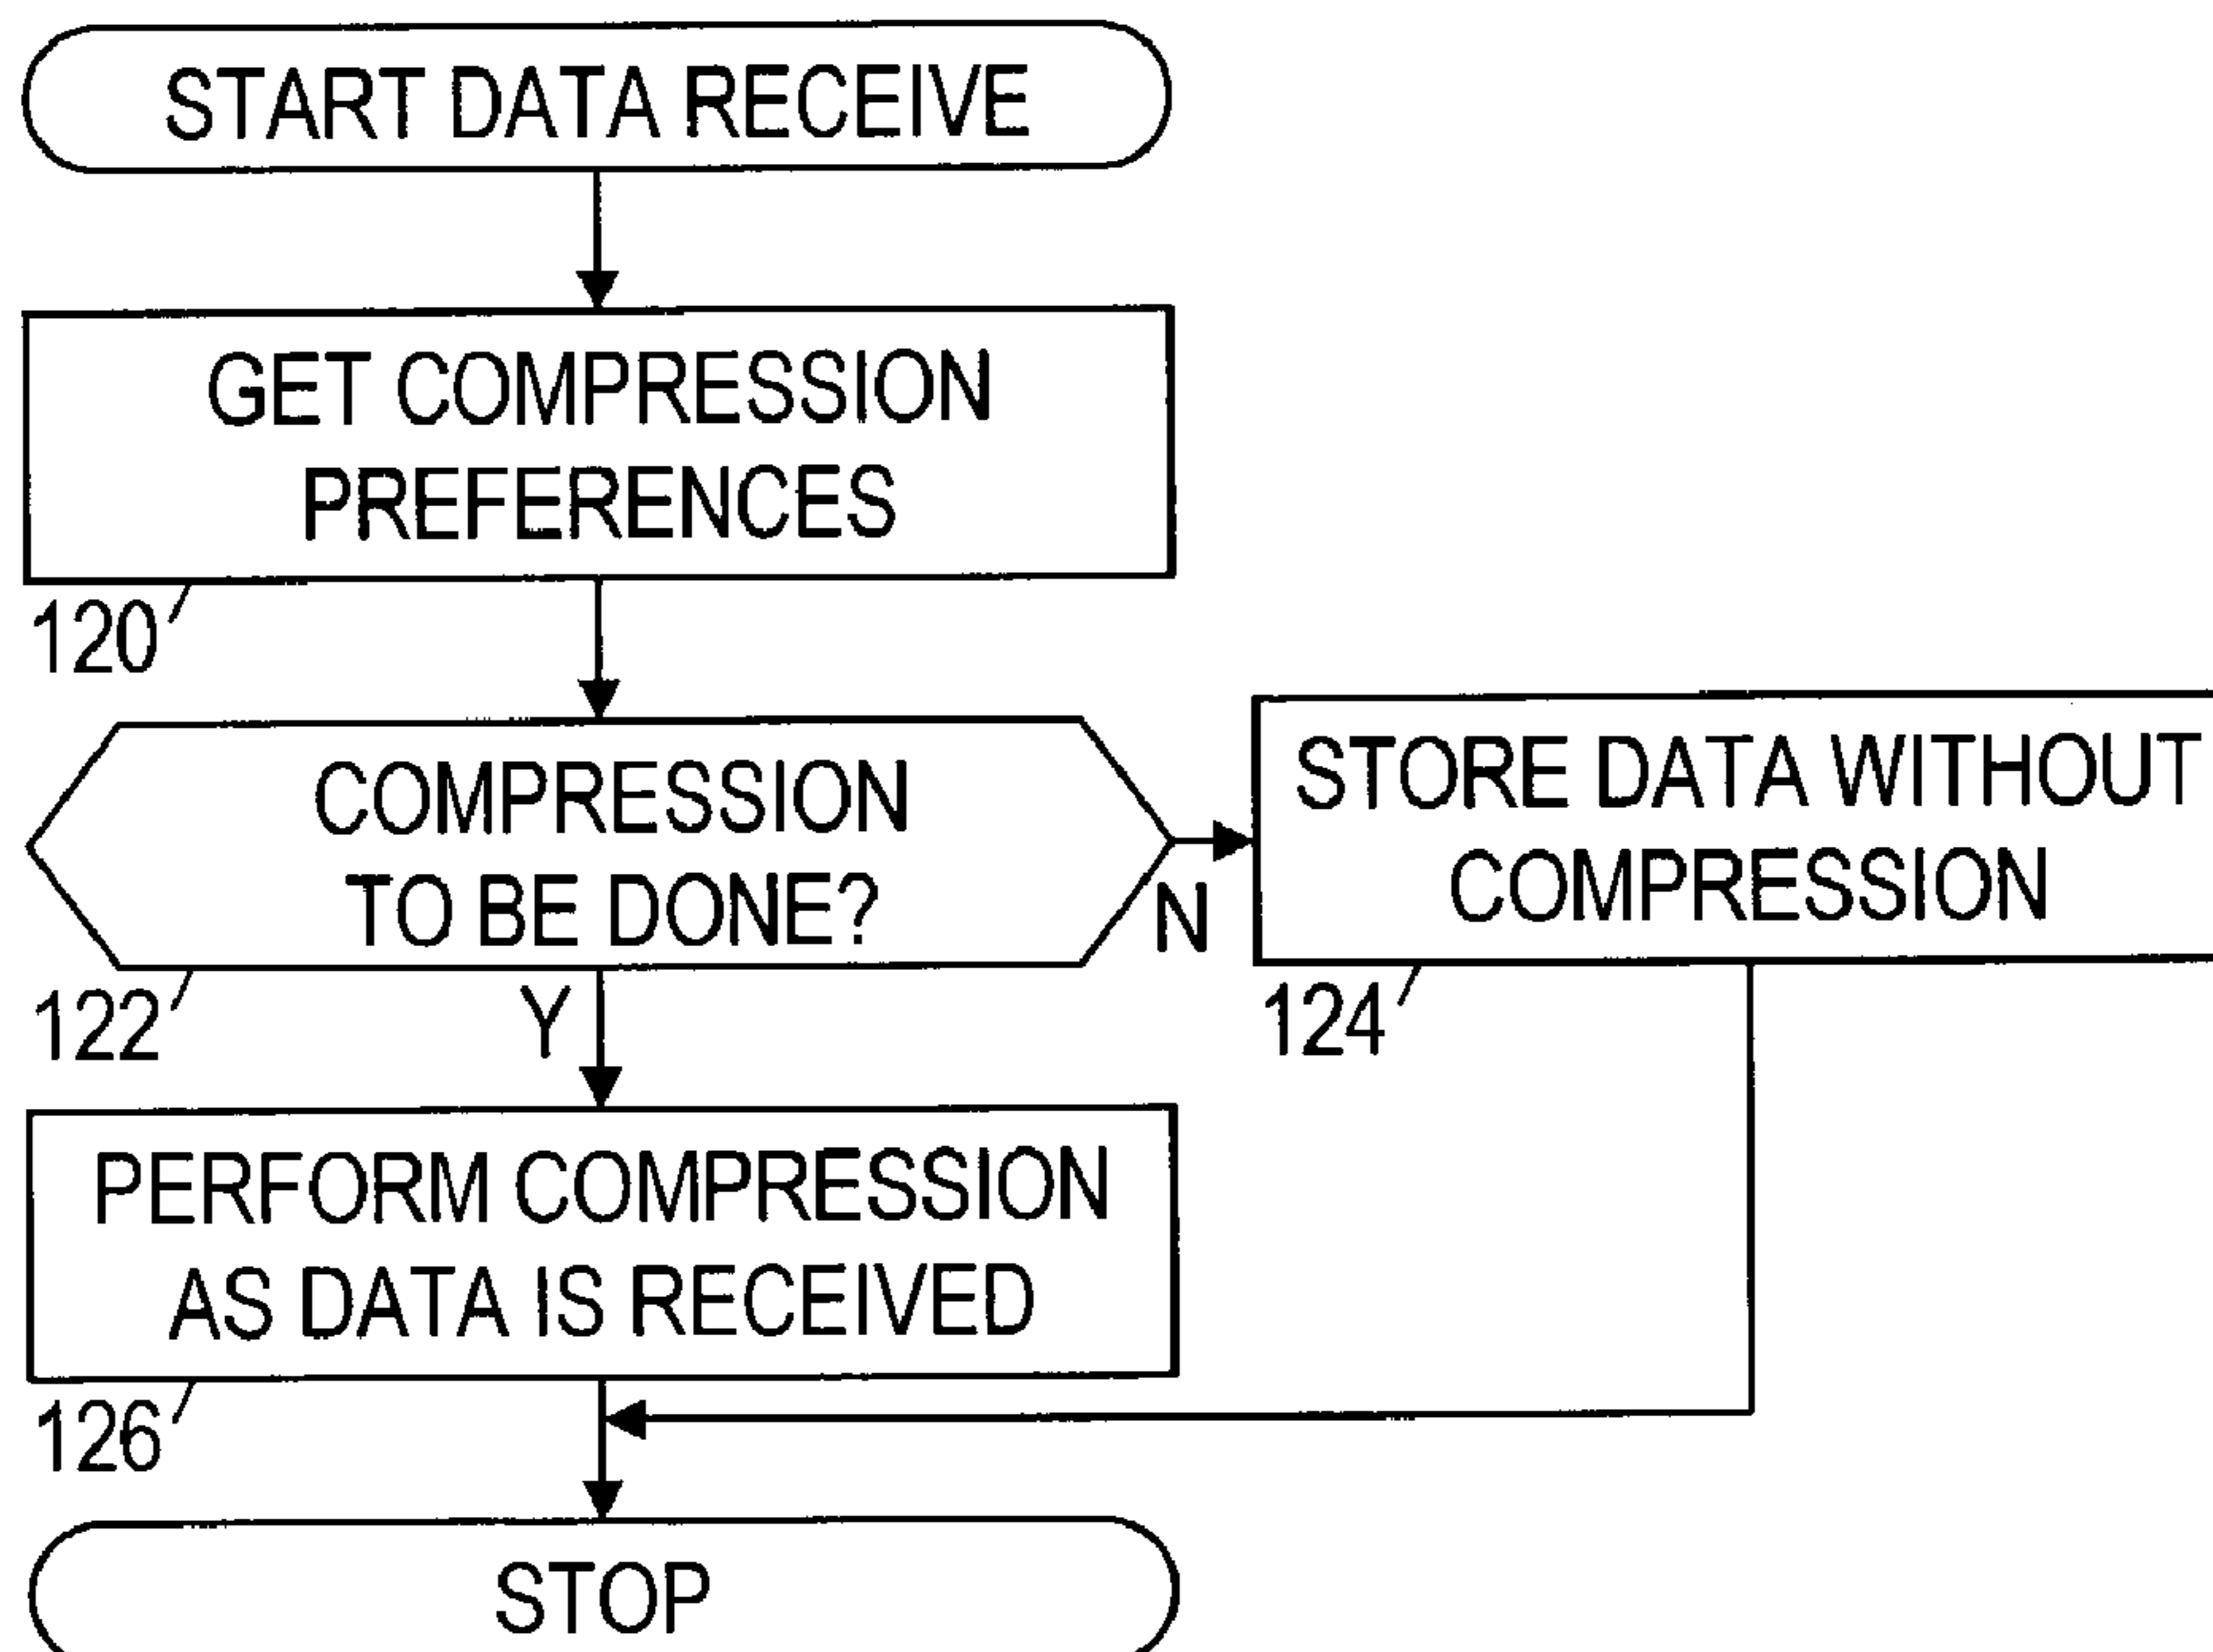 START DATA RECEIVE
GET COMPRESSION
PREFERENCES
120
COMPRESSION
TO BE DONE?
N
STORE DATA WITHOUT
COMPRESSION
122
Y
124
PERFORM COMPRESSION
AS DATA IS RECEIVED
126
STOP